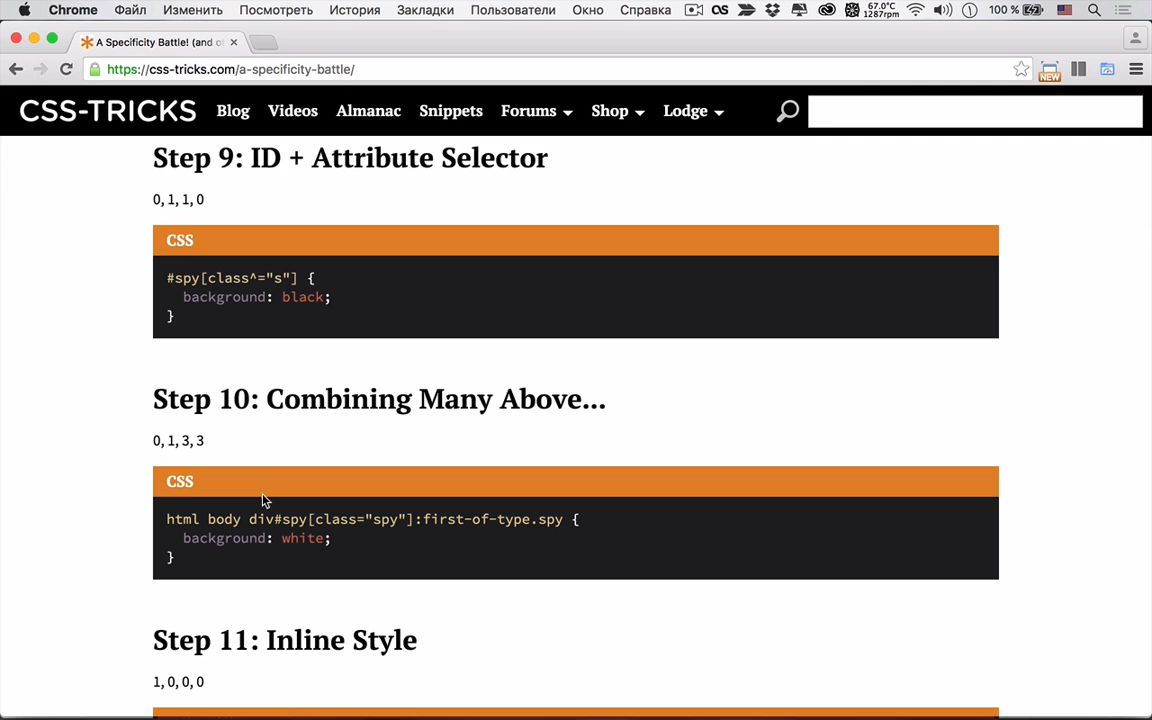 Chrome Файл Изменить Посмотреть История Закладки Пользователи Окно Справка 67.0°C 1287rpm 100 %
A Specificity Battle! (and o
https://css-tricks.com/a-specificity-battle/
NEW
CSS-TRICKS Blog Videos Almanac Snippets Forums Shop Lodge
Step 9: ID + Attribute Selector
0, 1, 1, 0
CSS
#spy[class^="s"] {
background: black;
}
Step 10: Combining Many Above...
0, 1, 3, 3
CSS
html body div#spy[class="spy"]:first-of-type.spy {
background: white;
}
Step 11: Inline Style
1, 0, 0, 0